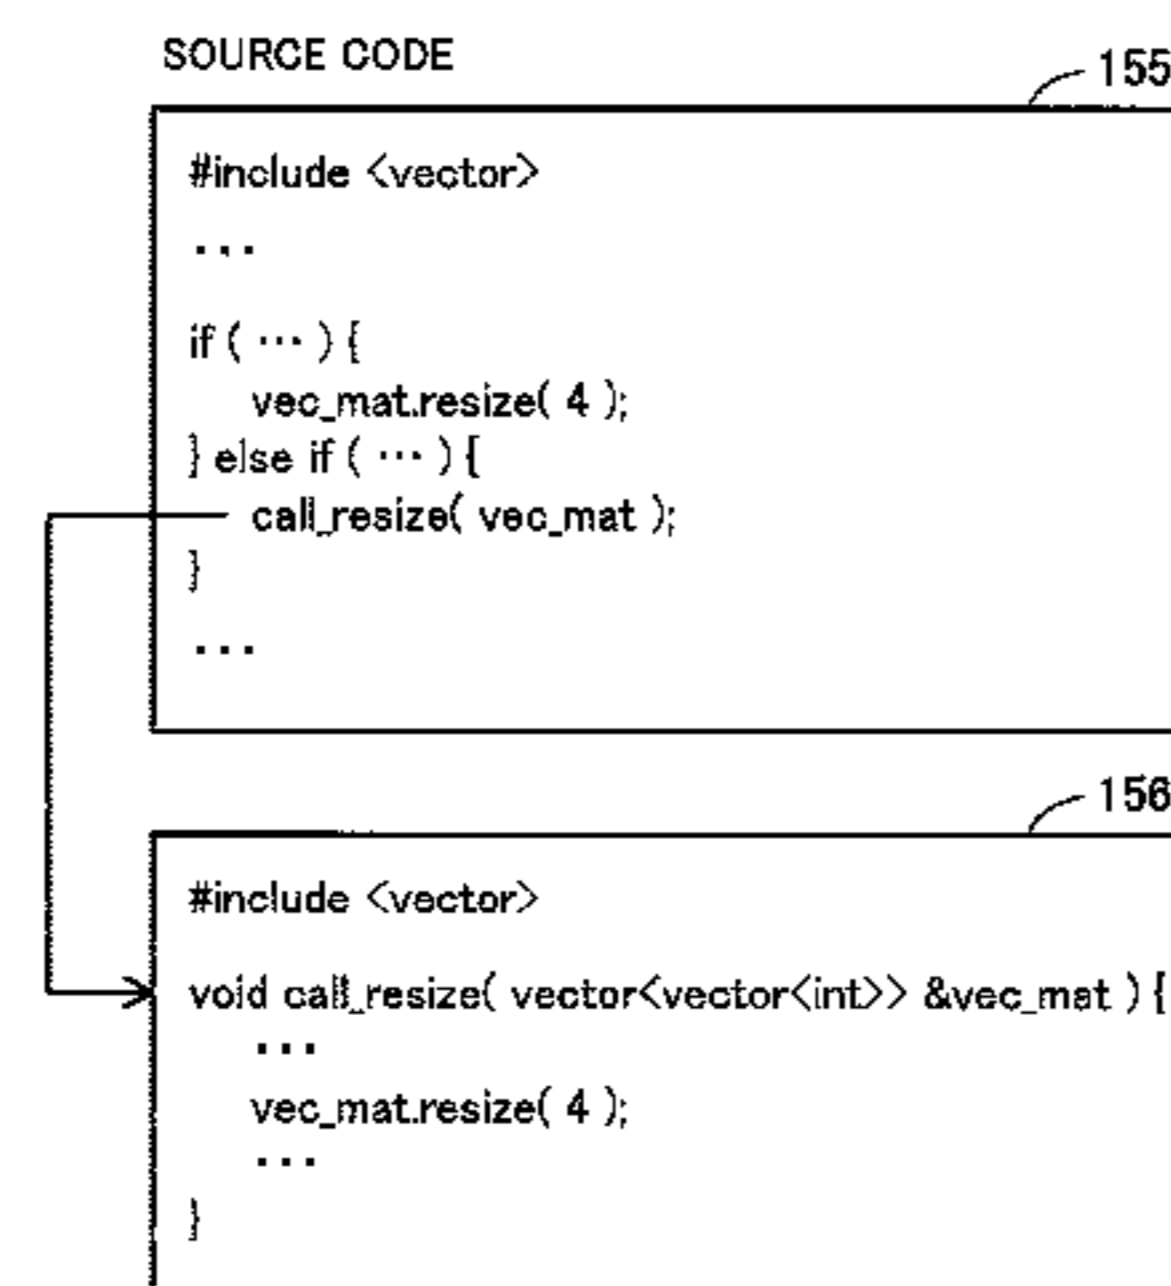 SOURCE CODE
155
#include <vector>
...
if ( ··· ) {
vec_mat.resize( 4 );
} else if ( ··· ) {
call_resize( vec_mat );
}
...
156
#include <vector>
void call_resize( vector<vector<int>> &vec_mat ) {
...
vec_mat.resize( 4 );
...
}